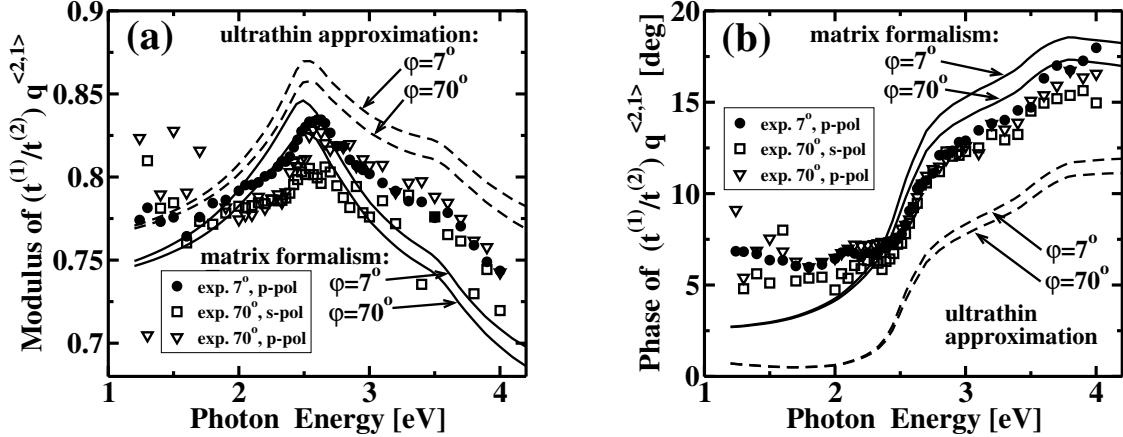 (a)
ultrathin approximation:
φ=7°
φ=70°
matrix formalism:
φ=7°
φ=70°
exp. 7°, p-pol
exp. 70°, s-pol
exp. 70°, p-pol
0.9
0.85
0.8
0.75
0.7
1 2 3 4
Photon Energy [eV]
Modulus of (t^(1)/t^(2)) q^<2,1>
(b)
matrix formalism:
φ=7°
φ=70°
exp. 7°, p-pol
exp. 70°, s-pol
exp. 70°, p-pol
φ=7°
φ=70°
ultrathin
approximation
20
15
10
5
0
1 2 3 4
Photon Energy [eV]
Phase of (t^(1)/t^(2)) q^<2,1> [deg]